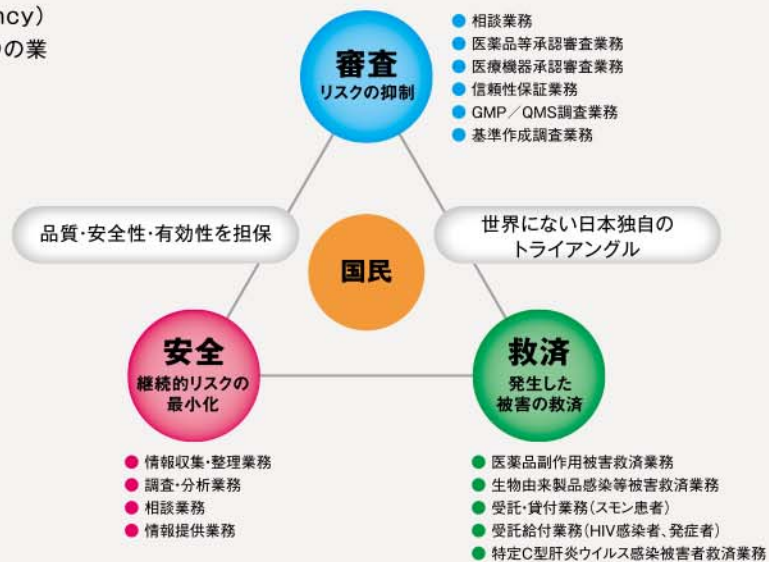 ncy)
の業
審査
リスクの抑制
● 相談業務
● 医薬品等承認審査業務
● 医療機器承認審査業務
● 信頼性保証業務
● GMP／QMS調査業務
● 基準作成調査業務
品質・安全性・有効性を担保
世界にない日本独自の
トライアングル
国民
安全
継続的リスクの
最小化
● 情報収集・整理業務
● 調査・分析業務
● 相談業務
● 情報提供業務
救済
発生した
被害の救済
● 医薬品副作用被害救済業務
● 生物由来製品感染等被害救済業務
● 受託・貸付業務（スモン患者）
● 受託給付業務（HIV感染者、発症者）
● 特定C型肝炎ウイルス感染被害者救済業務